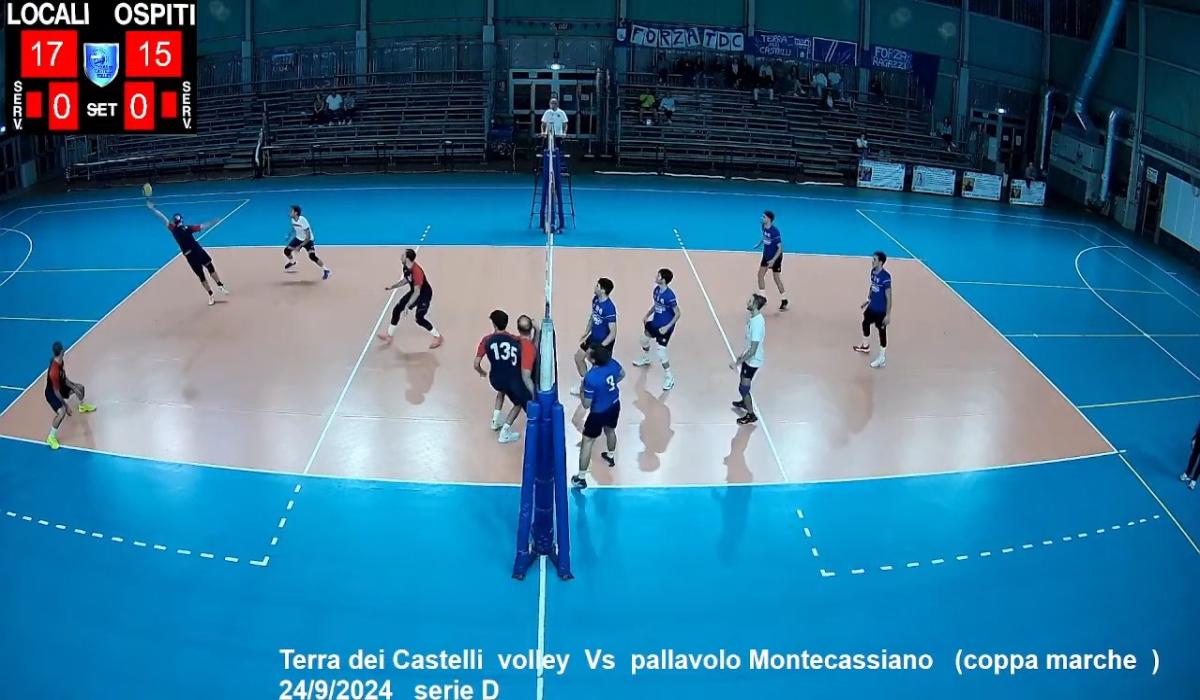 LOCALI OSPITI
17 15
SERV. 0 SET 0 SERV.
FORZA TDC
TERRA
CASTELLI
FORZA
RAGAZZI
135
3
Terra dei Castelli volley Vs pallavolo Montecassiano (coppa marche )
24/9/2024 serie D